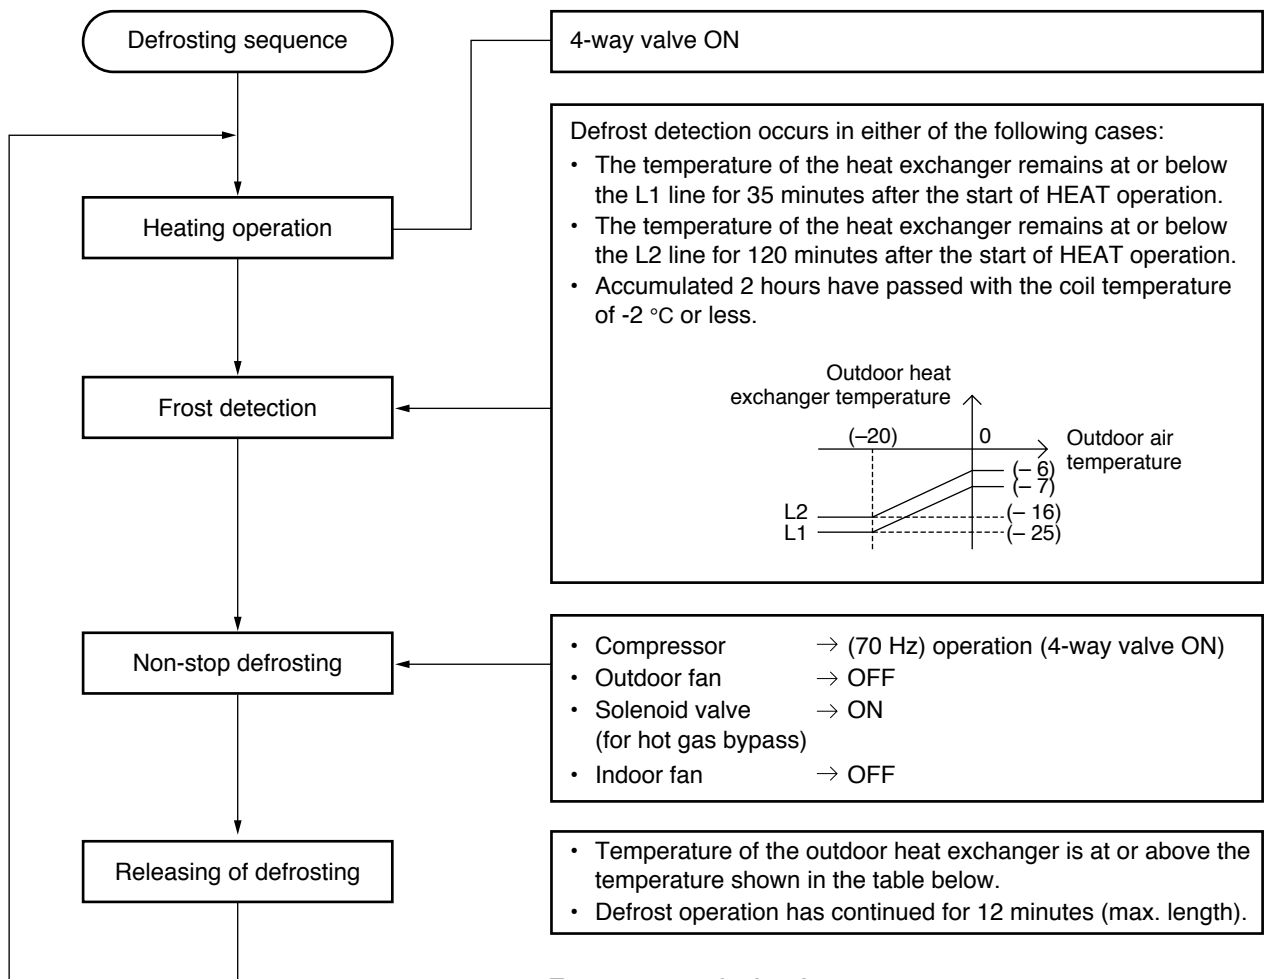 Defrosting sequence
4-way valve ON
Defrost detection occurs in either of the following cases:
• The temperature of the heat exchanger remains at or below
the L1 line for 35 minutes after the start of HEAT operation.
• The temperature of the heat exchanger remains at or below
the L2 line for 120 minutes after the start of HEAT operation.
• Accumulated 2 hours have passed with the coil temperature
of -2 °C or less.
Heating operation
Outdoor heat
exchanger temperature
(–20)
0
Outdoor air
temperature
(– 6)
(– 7)
L2
(– 16)
L1
(– 25)
Frost detection
Non-stop defrosting
• Compressor → (70 Hz) operation (4-way valve ON)
• Outdoor fan → OFF
• Solenoid valve → ON
(for hot gas bypass)
• Indoor fan → OFF
Releasing of defrosting
• Temperature of the outdoor heat exchanger is at or above the
temperature shown in the table below.
• Defrost operation has continued for 12 minutes (max. length).